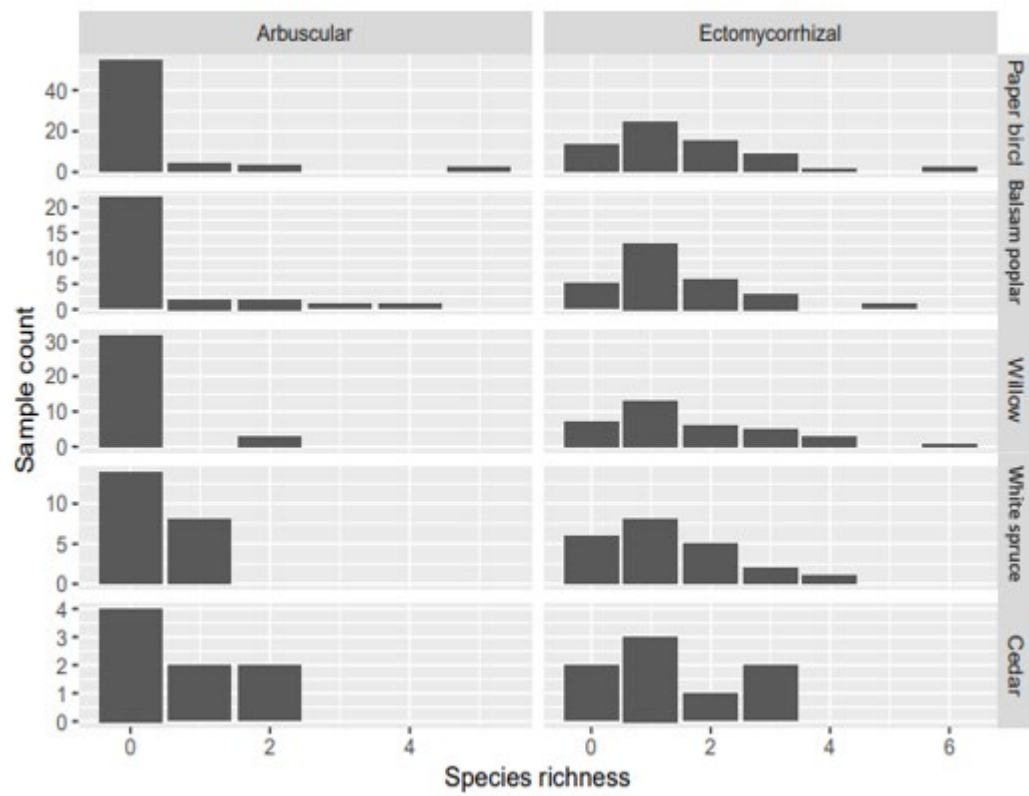 Arbuscular Ectomycorrhizal
40
20
0
Paper bircl
20
15
10
5
0
Balsam poplar
30
20
10
0
Willow
10
5
0
White spruce
4
3
2
1
0
Cedar
Sample count
0 2 4 0 2 4 6
Species richness